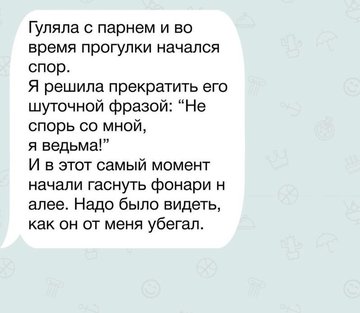 Гуляла с парнем и во
время прогулки начался
спор.
Я решила прекратить его
шуточной фразой: “Не
спорь со мной,
я ведьма!”
И в этот самый момент
начали гаснуть фонари н
алее. Надо было видеть,
как он от меня убегал.